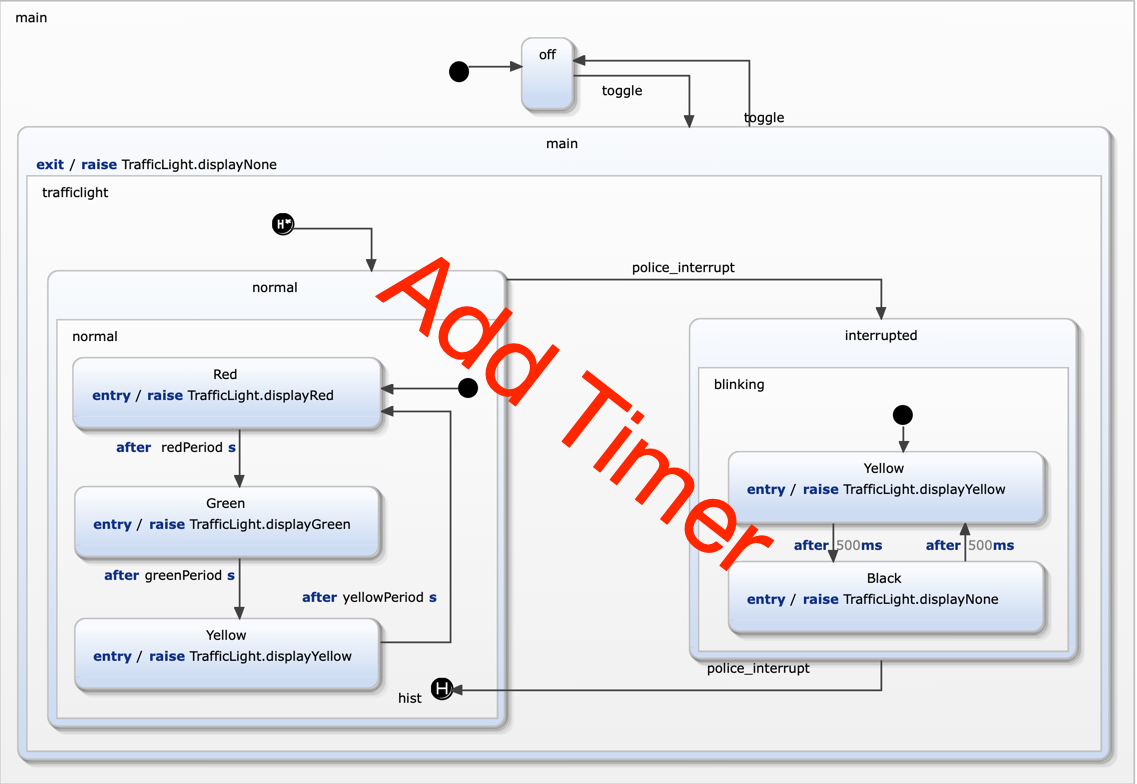 main
off
toggle
toggle
main
exit / raise TrafficLight.displayNone
trafficlight
H*
police_interrupt
normal
interrupted
normal
blinking
Red
entry / raise TrafficLight.displayRed
after redPeriod s
Yellow
entry / raise TrafficLight.displayYellow
Green
entry / raise TrafficLight.displayGreen
after 500ms
after 500ms
after greenPeriod s
Black
entry / raise TrafficLight.displayNone
after yellowPeriod s
Yellow
entry / raise TrafficLight.displayYellow
police_interrupt
hist
H
Add Timer